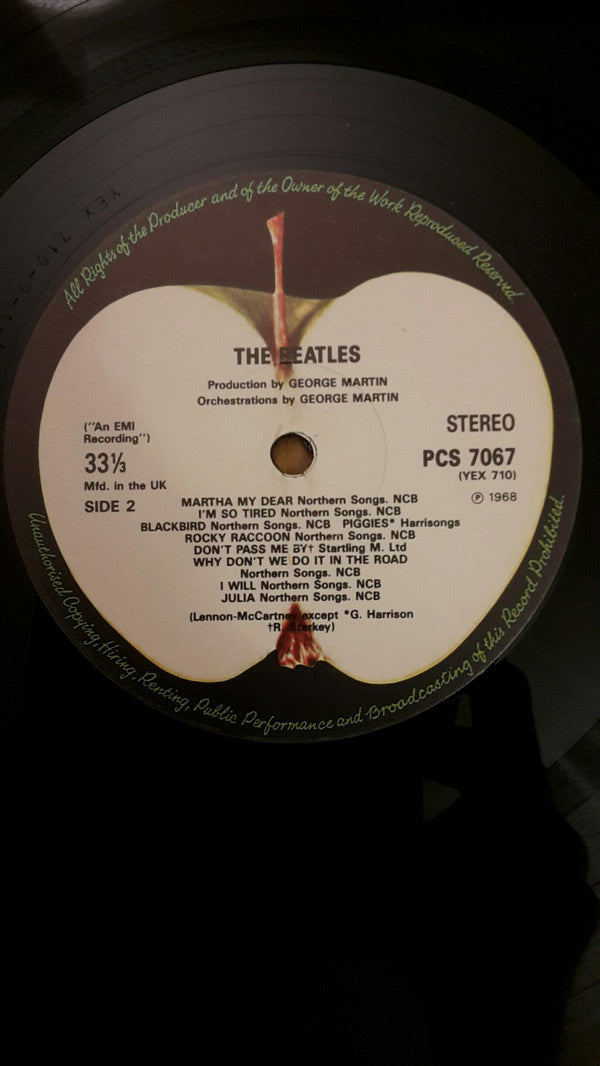 All Rights of the Producer and of the Owner of the Work Reproduced Reserved.
THE BEATLES
Production by GEORGE MARTIN
Orchestrations by GEORGE MARTIN
("An EMI
Recording")
33⅓
Mfd. in the UK
SIDE 2
STEREO
PCS 7067
(YEX 710)
℗ 1968
MARTHA MY DEAR Northern Songs. NCB
I'M SO TIRED Northern Songs. NCB
BLACKBIRD Northern Songs. NCB PIGGIES* Harrisongs
ROCKY RACCOON Northern Songs. NCB
DON'T PASS ME BY† Startling M. Ltd
WHY DON'T WE DO IT IN THE ROAD
Northern Songs. NCB
I WILL Northern Songs. NCB
JULIA Northern Songs. NCB
(Lennon-McCartney except *G. Harrison
†R. Starkey)
Unauthorised Copying, Hiring, Renting, Public Performance and Broadcasting of this Record Prohibited.
YEX 710